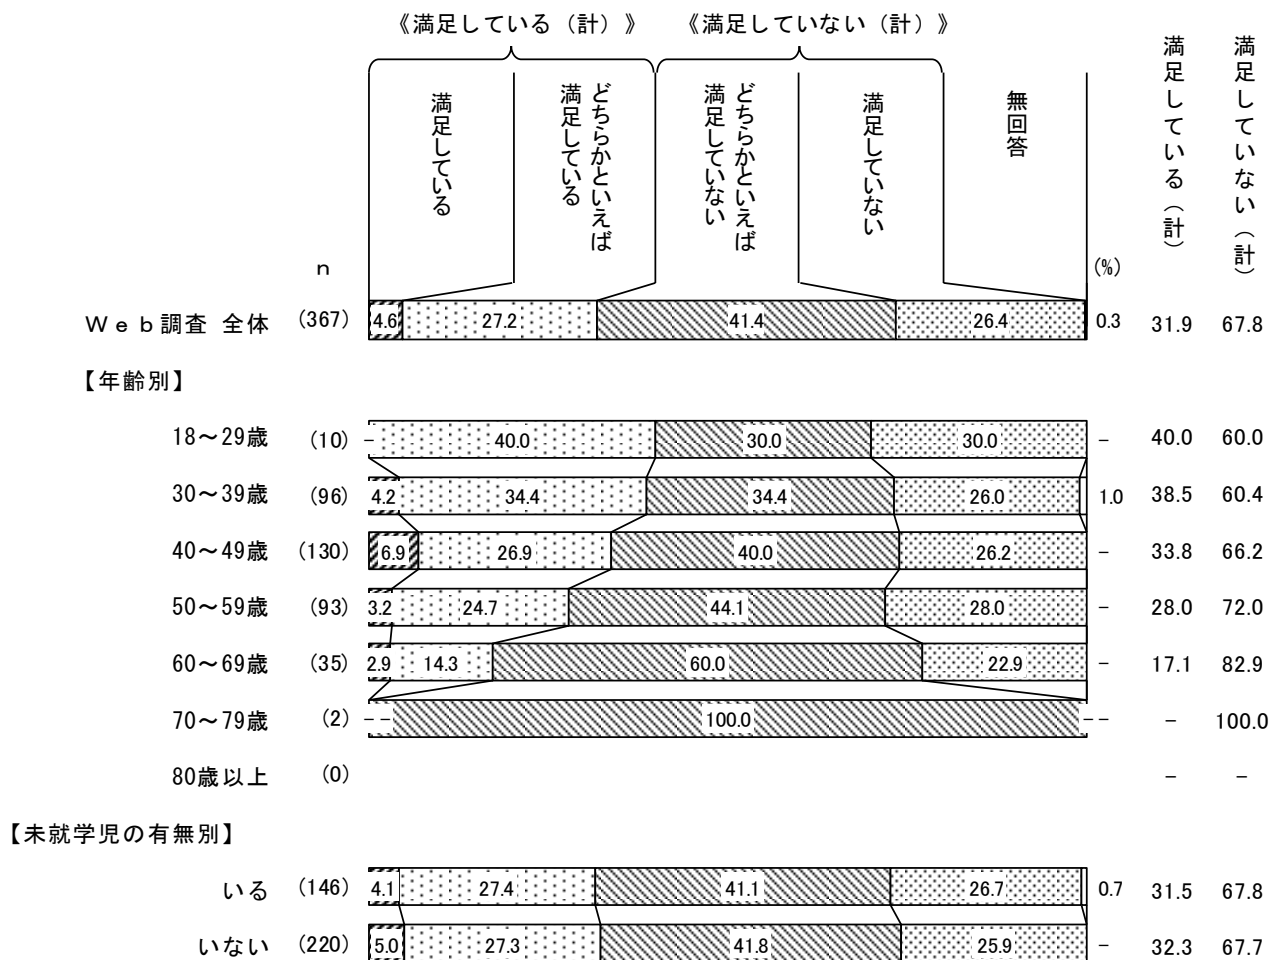 《満足している（計）》 《満足していない（計）》
満足している
どちらかといえば
満足している
どちらかといえば
満足していない
満足していない
無回答
満足している（計）
満足していない（計）
n
(%)
Ｗｅｂ調査 全体 (367) 4.6 27.2 41.4 26.4 0.3 31.9 67.8
【年齢別】
18～29歳 (10) － 40.0 30.0 30.0 － 40.0 60.0
30～39歳 (96) 4.2 34.4 34.4 26.0 1.0 38.5 60.4
40～49歳 (130) 6.9 26.9 40.0 26.2 － 33.8 66.2
50～59歳 (93) 3.2 24.7 44.1 28.0 － 28.0 72.0
60～69歳 (35) 2.9 14.3 60.0 22.9 － 17.1 82.9
70～79歳 (2) － － 100.0 － － － 100.0
80歳以上 (0) － －
【未就学児の有無別】
いる (146) 4.1 27.4 41.1 26.7 0.7 31.5 67.8
いない (220) 5.0 27.3 41.8 25.9 － 32.3 67.7